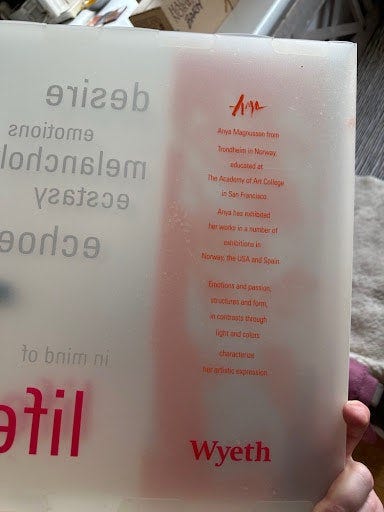 desire
emotions
melanchol
ecstasy
echoe
in mind of
life
Anya
Anya Magnussen from
Trondheim in Norway
educated at
The Academy of Art College
in San Francisco
Anya has exhibited
her works in a number of
exhibitions in
Norway, the USA and Spain
Emotions and passion,
structures and form,
in contrasts through
light and colors
characterize
her artistic expression
Wyeth